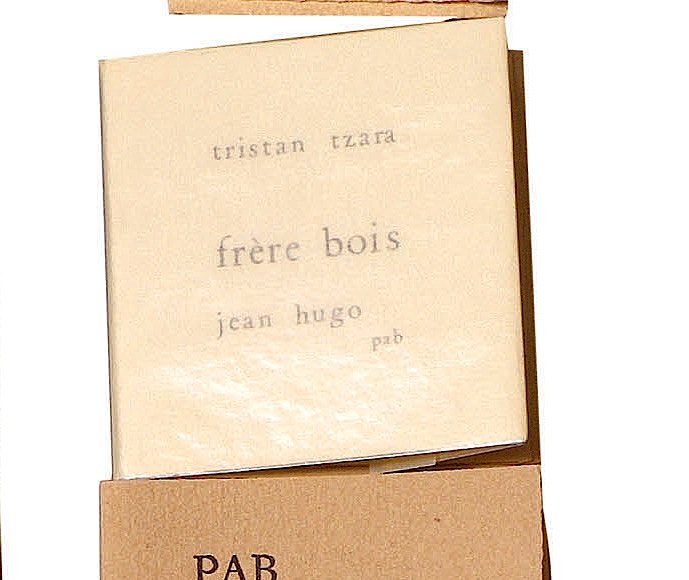 tristan tzara
frère bois
jean hugo
pab
PAB